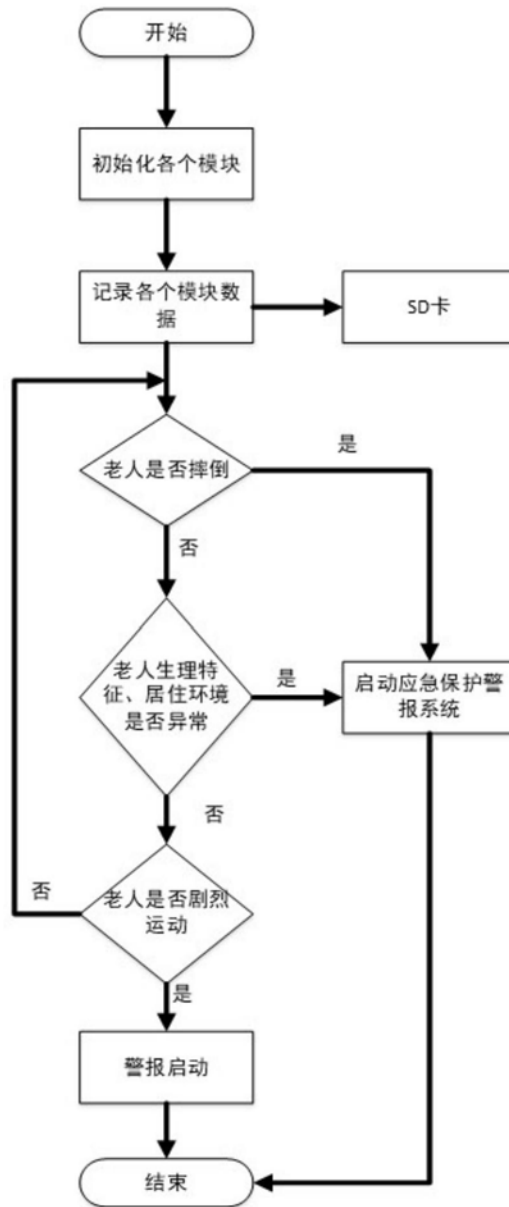 开始
初始化各个模块
记录各个模块数
据
SD卡
老人是否摔倒
是
否
老人生理特
征、居住环境
是否异常
是
启动应急保护警
报系统
否
老人是否剧烈
运动
否
是
警报启动
结束